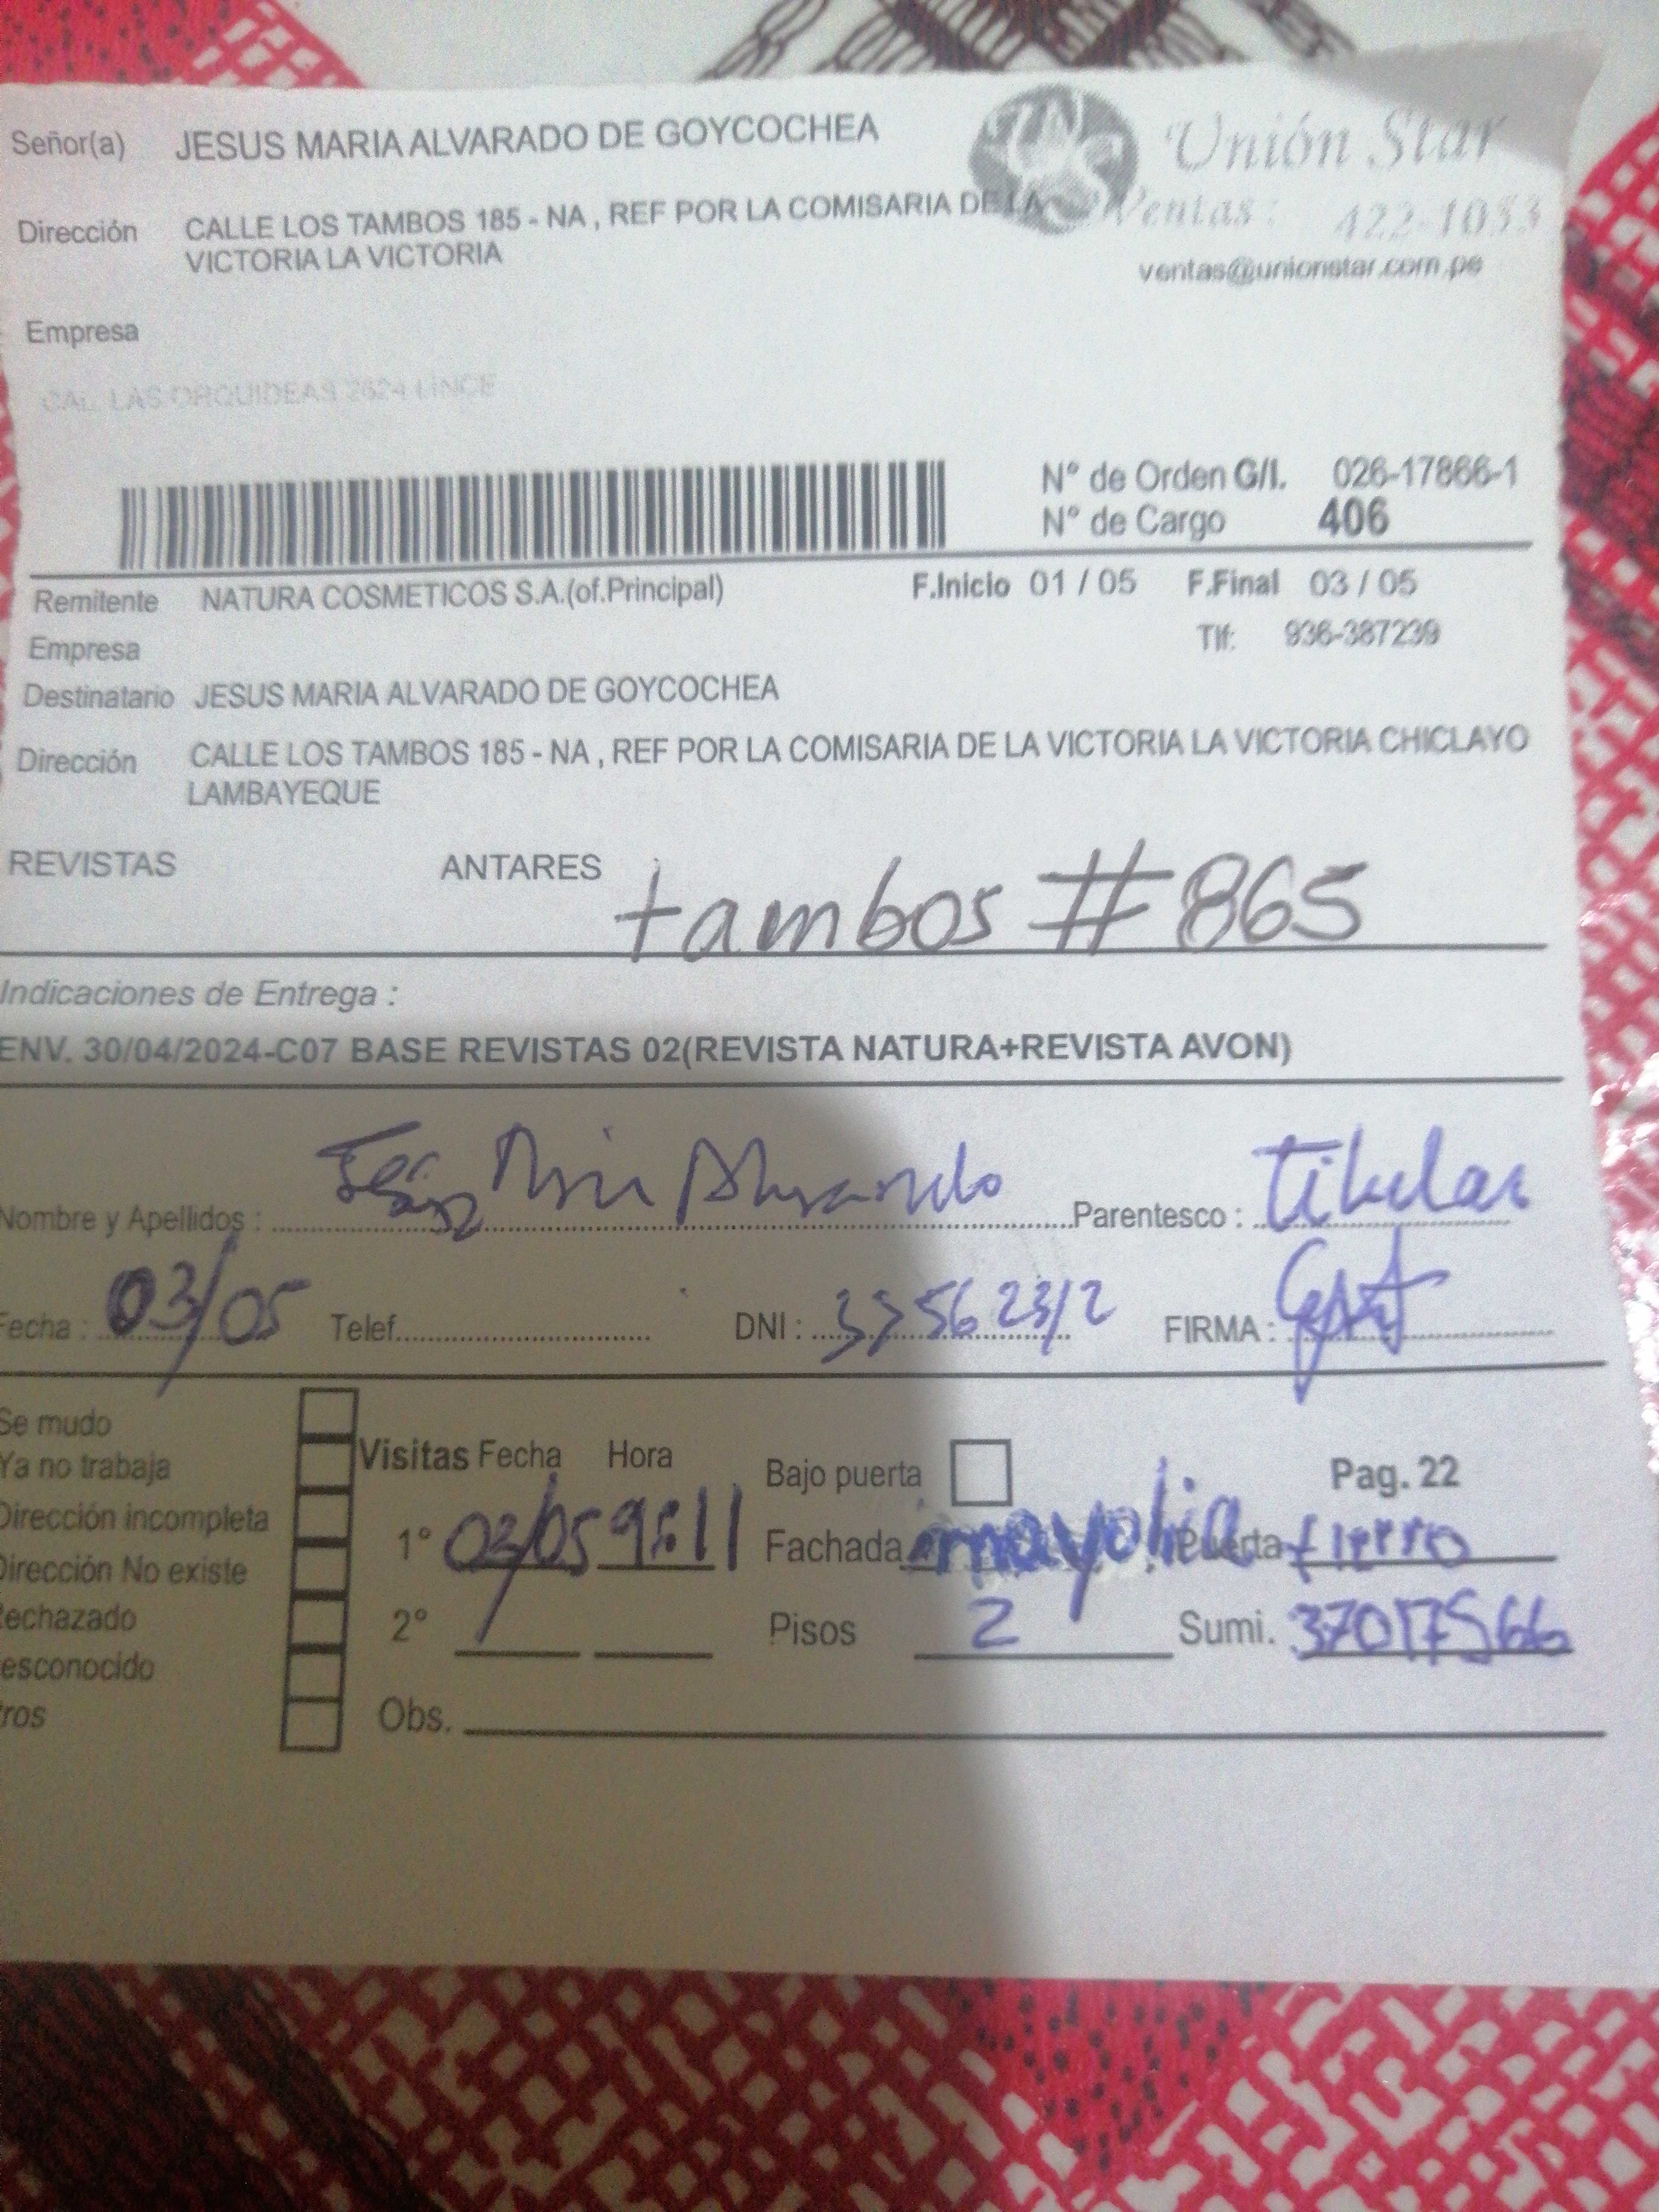 Señor(a) JESUS MARIA ALVARADO DE GOYCOCHEA
Unión Star
Dirección CALLE LOS TAMBOS 185 - NA , REF POR LA COMISARIA DE LA
VICTORIA LA VICTORIA
Ventas : 422-1053
ventas@unionstar.com.pe
Empresa
CAL. LAS ORQUIDEAS 2624 LINCE
N° de Orden G/I. 026-17866-1
N° de Cargo 406
Remitente NATURA COSMETICOS S.A.(of.Principal) F.Inicio 01 / 05 F.Final 03 / 05
Empresa Tlf: 936-387239
Destinatario JESUS MARIA ALVARADO DE GOYCOCHEA
Dirección CALLE LOS TAMBOS 185 - NA , REF POR LA COMISARIA DE LA VICTORIA LA VICTORIA CHICLAYO
LAMBAYEQUE
REVISTAS ANTARES tambos # 865
Indicaciones de Entrega :
ENV. 30/04/2024-C07 BASE REVISTAS 02(REVISTA NATURA+REVISTA AVON)
Nombre y Apellidos : Alvarado Parentesco : Titular
Fecha : 03/05 Telef. DNI : FIRMA :
Se mudo
Ya no trabaja
Dirección incompleta
Dirección No existe
Rechazado
esconocido
tros
Visitas Fecha Hora Bajo puerta Pag. 22
1° 03/05 9:11 Fachada mayolia Puerta fierro
2° Pisos 2 Sumi. 37017566
Obs.